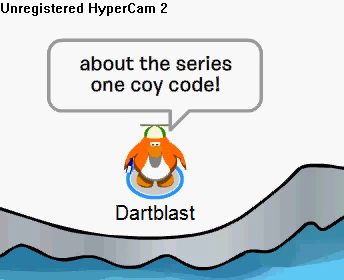 Unregistered HyperCam 2
about the series
one coy code!
Dartblast